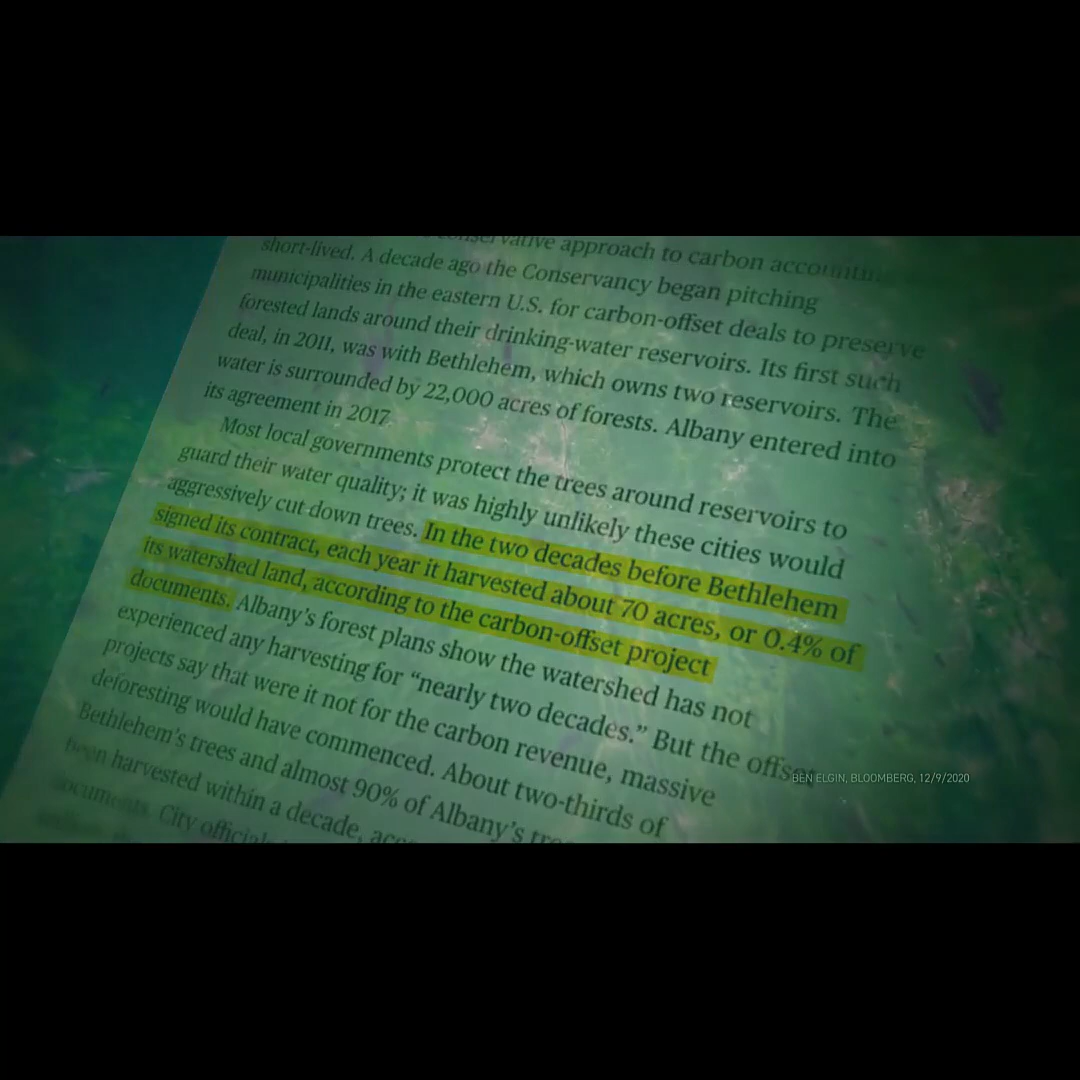 conservative approach to carbon accounting
short-lived. A decade ago the Conservancy began pitching
municipalities in the eastern U.S. for carbon-offset deals to preserve
forested lands around their drinking-water reservoirs. Its first such
deal, in 2011, was with Bethlehem, which owns two reservoirs. The
water is surrounded by 22,000 acres of forests. Albany entered into
its agreement in 2017.
Most local governments protect the trees around reservoirs to
guard their water quality; it was highly unlikely these cities would
aggressively cut down trees. In the two decades before Bethlehem
signed its contract, each year it harvested about 70 acres, or 0.4% of
its watershed land, according to the carbon-offset project
documents. Albany’s forest plans show the watershed has not
experienced any harvesting for “nearly two decades.” But the offset
projects say that were it not for the carbon revenue, massive
deforesting would have commenced. About two-thirds of
Bethlehem’s trees and almost 90% of Albany’s
been harvested within a decade,
documents. City
BEN ELGIN, BLOOMBERG, 12/9/2020